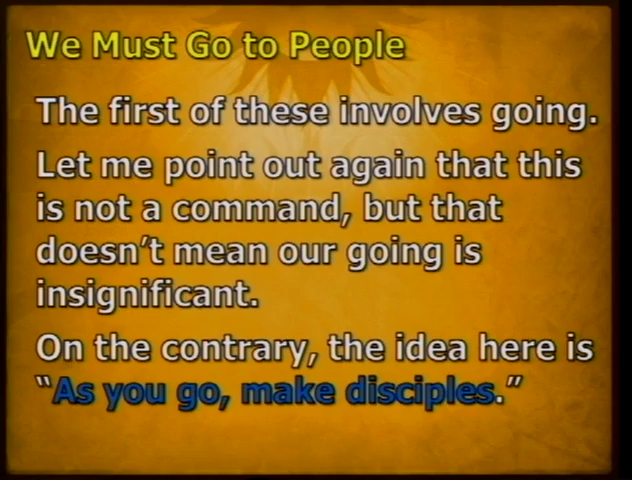 We Must Go to People
The first of these involves going.
Let me point out again that this
is not a command, but that
doesn't mean our going is
insignificant.
On the contrary, the idea here is
“As you go, make disciples.”